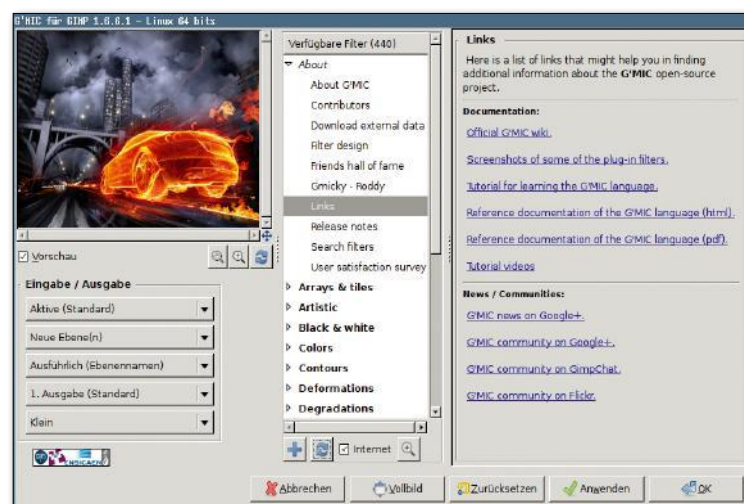 G'MIC für GIMP 1.6.6.1 – Linux 64 bits
Vorschau
Eingabe / Ausgabe
Aktive (Standard)
Neue Ebene(n)
Ausführlich (Ebenennamen)
1. Ausgabe (Standard)
Klein
ENSICAEN
Verfügbare Filter (440)
About
About G'MIC
Contributors
Download external data
Filter design
Friends hall of fame
Gmicky - Roddy
Links
Release notes
Search filters
User satisfaction survey
Arrays & tiles
Artistic
Black & white
Colors
Contours
Deformations
Degradations
Internet
Links
Here is a list of links that might help you in finding
additional information about the G'MIC open-source
project.
Documentation:
Official G'MIC wiki.
Screenshots of some of the plug-in filters.
Tutorial for learning the G'MIC language.
Reference documentation of the G'MIC language (html).
Reference documentation of the G'MIC language (pdf).
Tutorial videos
News / Communities:
G'MIC news on Google+.
G'MIC community on Google+.
G'MIC community on GimpChat.
G'MIC community on Flickr.
Abbrechen
Vollbild
Zurücksetzen
Anwenden
OK